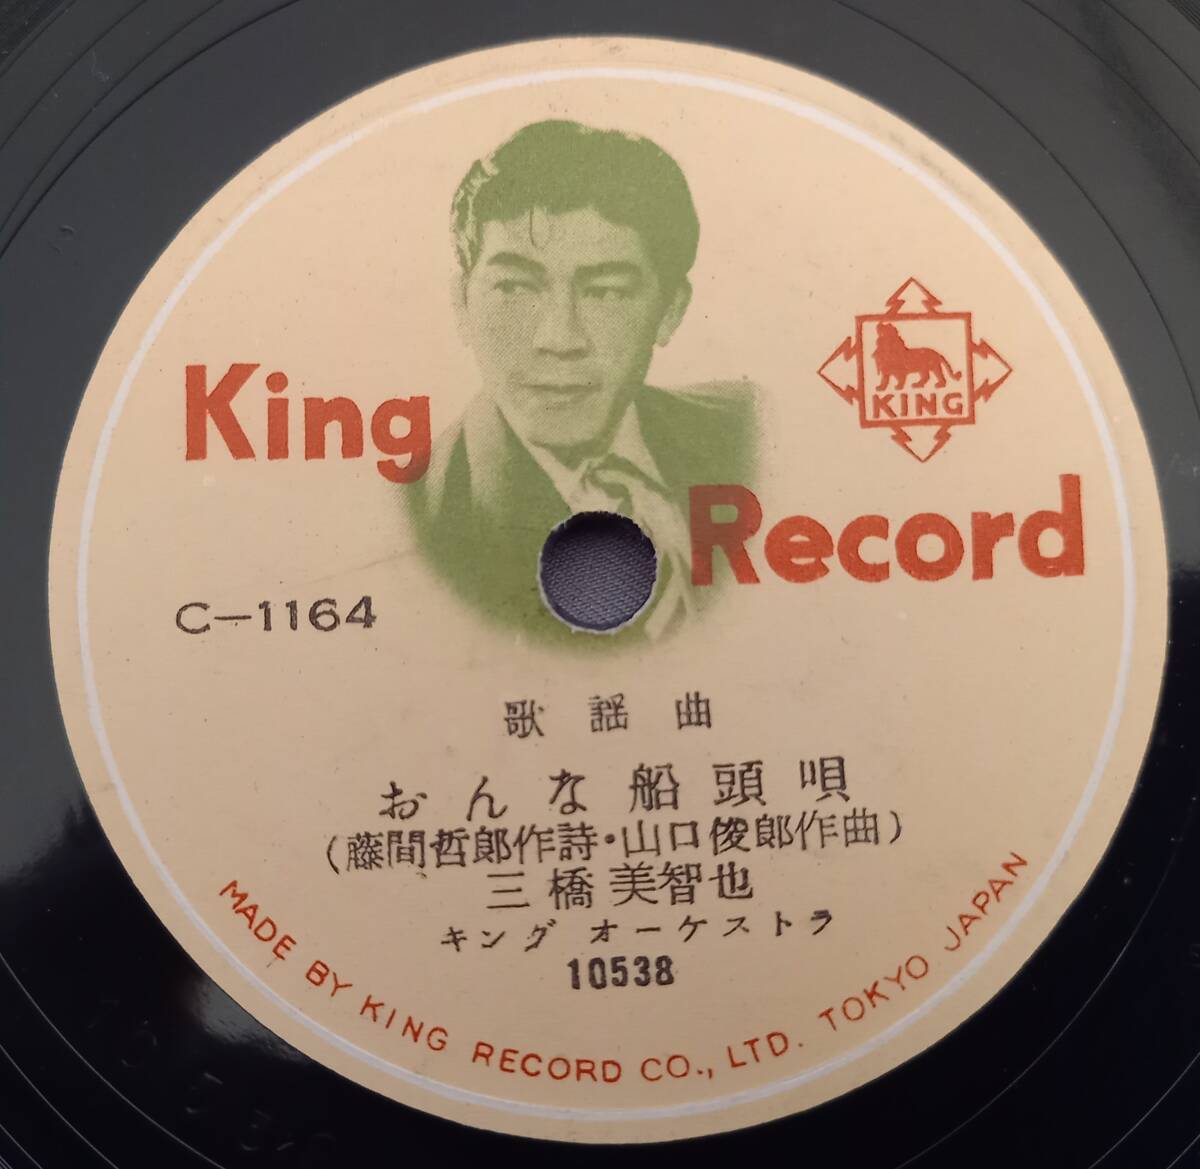 King
KING
Record
C-1164
歌謡曲
おんな船頭唄
(藤間哲郎作詩・山口俊郎作曲)
三橋美智也
キング オーケストラ
10538
MADE BY KING RECORD CO., LTD. TOKYO JAPAN